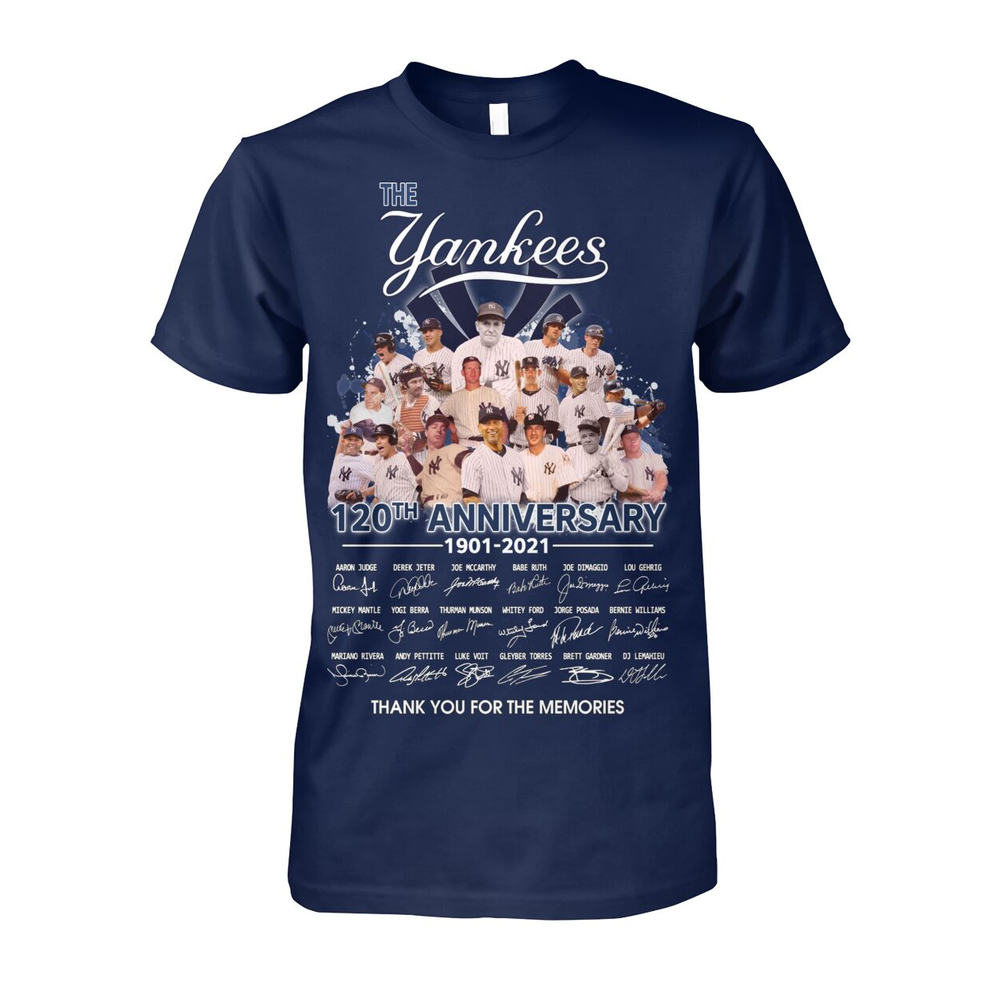 THE
Yankees
120TH ANNIVERSARY
1901-2021
AARON JUDGE DEREK JETER JOE MCCARTHY BABE RUTH JOE DIMAGGIO LOU GEHRIG
MICKEY MANTLE YOGI BERRA THURMAN MUNSON WHITEY FORD JORGE POSADA BERNIE WILLIAMS
MARIANO RIVERA ANDY PETTITTE LUKE VOIT GLEYBER TORRES BRETT GARDNER DJ LEMAHIEU
THANK YOU FOR THE MEMORIES